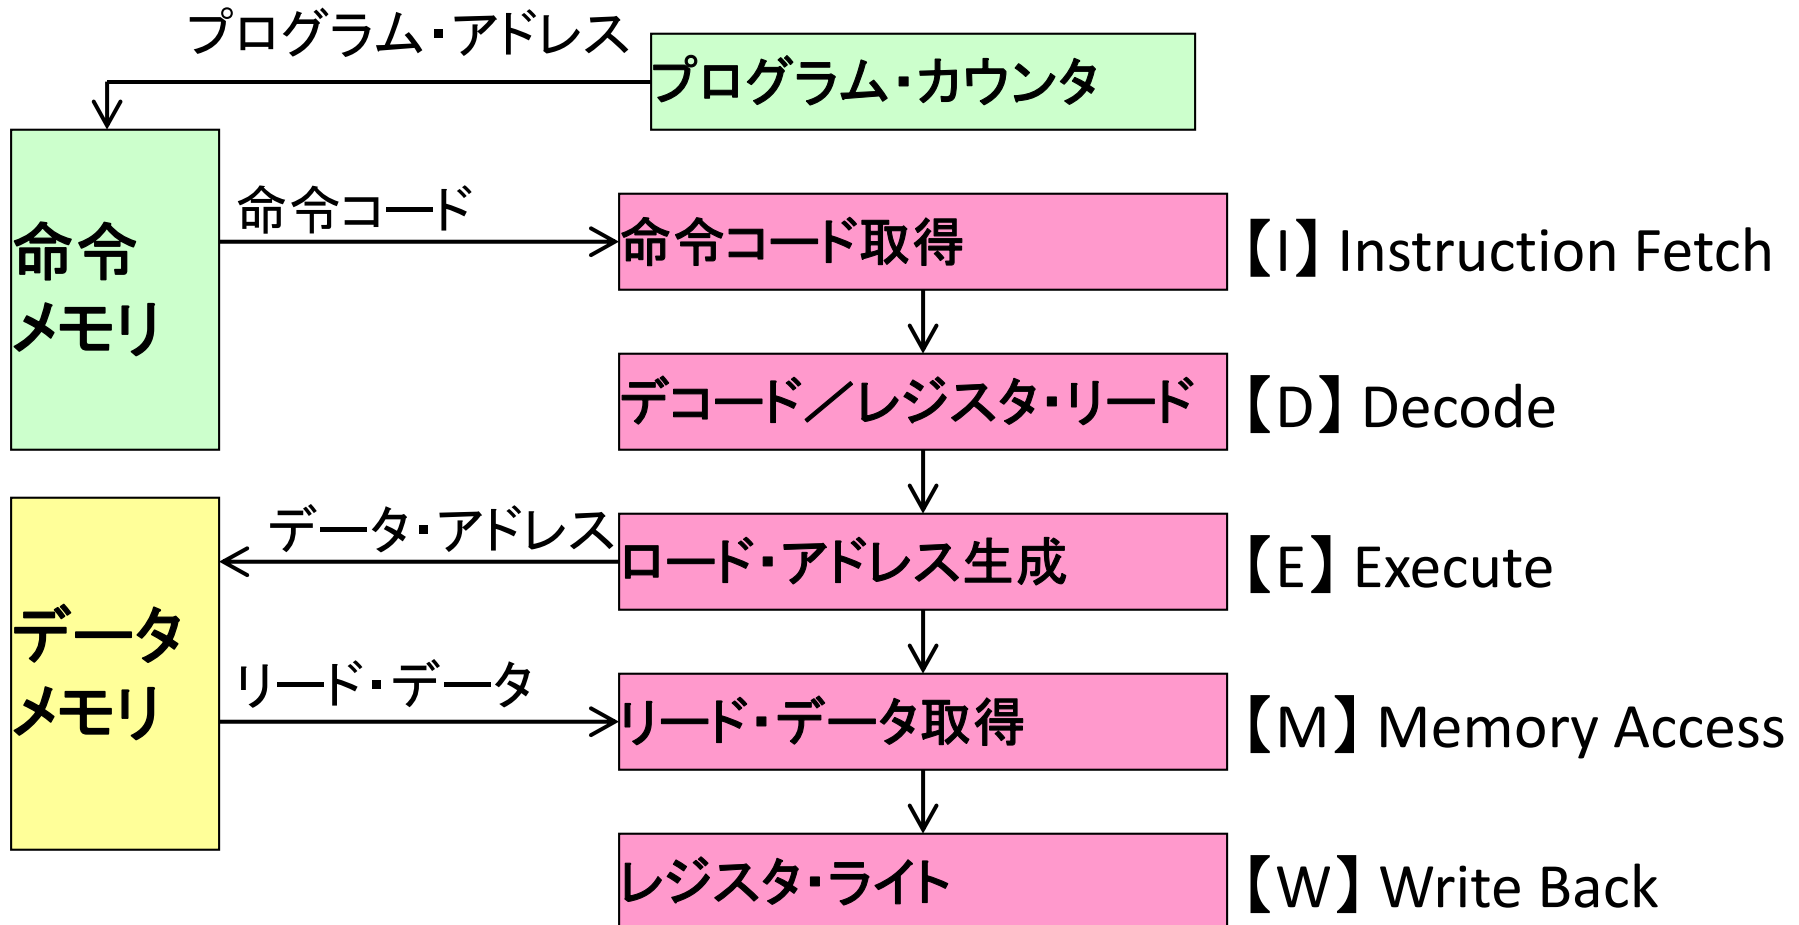 プログラム・アドレス
プログラム・カウンタ
命令
メモリ
命令コード
命令コード取得
【I】 Instruction Fetch
デコード／レジスタ・リード
【D】 Decode
データ
メモリ
データ・アドレス
ロード・アドレス生成
【E】 Execute
リード・データ
リード・データ取得
【M】 Memory Access
レジスタ・ライト
【W】 Write Back